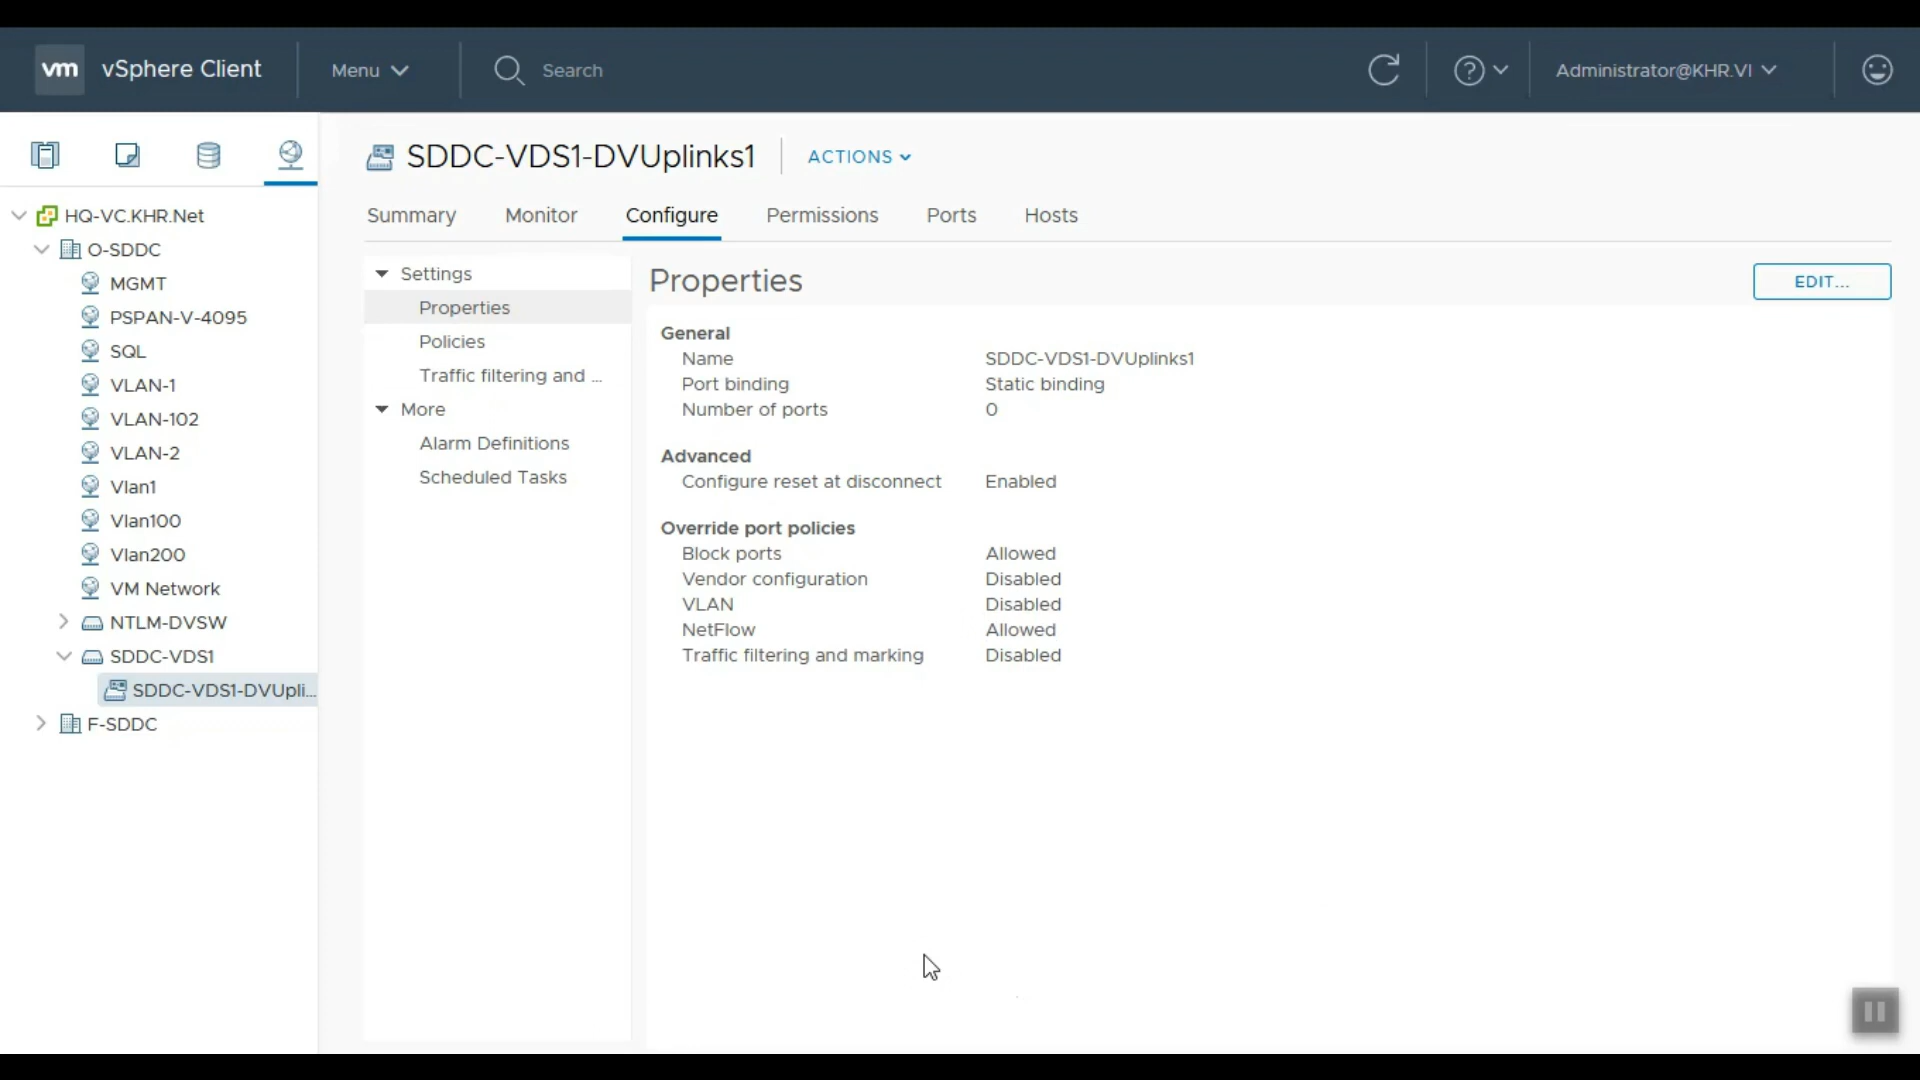 vm vSphere Client Menu Search Administrator@KHR.VI
SDDC-VDS1-DVUplinks1 ACTIONS
Summary Monitor Configure Permissions Ports Hosts
HQ-VC.KHR.Net
O-SDDC
MGMT
PSPAN-V-4095
SQL
VLAN-1
VLAN-102
VLAN-2
Vlan1
Vlan100
Vlan200
VM Network
NTLM-DVSW
SDDC-VDS1
SDDC-VDS1-DVUpli...
F-SDDC
Settings
Properties
Policies
Traffic filtering and ...
More
Alarm Definitions
Scheduled Tasks
Properties EDIT...
General
Name SDDC-VDS1-DVUplinks1
Port binding Static binding
Number of ports 0
Advanced
Configure reset at disconnect Enabled
Override port policies
Block ports Allowed
Vendor configuration Disabled
VLAN Disabled
NetFlow Allowed
Traffic filtering and marking Disabled